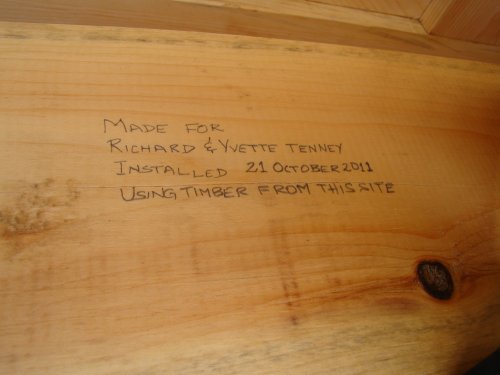 MADE FOR
RICHARD & YVETTE TENNEY
INSTALLED 21 OCTOBER 2011
USING TIMBER FROM THIS SITE